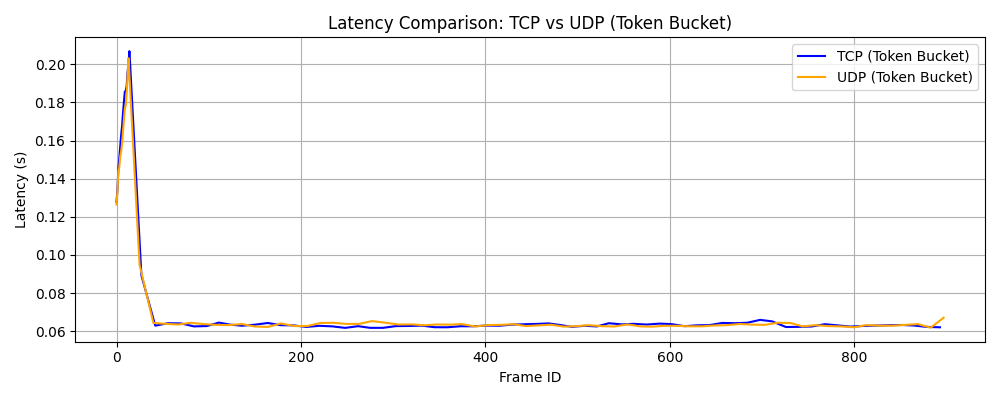 Latency Comparison: TCP vs UDP (Token Bucket)
TCP (Token Bucket)
UDP (Token Bucket)
Latency (s)
0.20
0.18
0.16
0.14
0.12
0.10
0.08
0.06
0
200
400
600
800
Frame ID